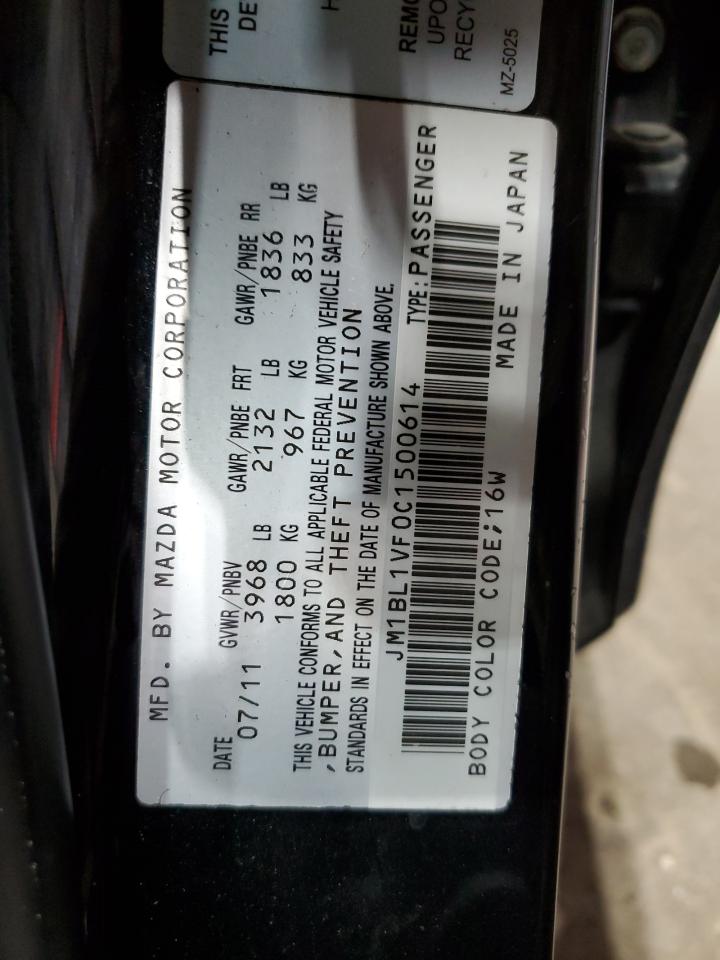 THIS
DE
H
REMO
UPO
RECY
MZ-5025
MFD. BY MAZDA MOTOR CORPORATION
DATE GVWR/PNBV GAWR/PNBE FRT GAWR/PNBE RR
07/11 3968 LB 2132 LB 1836 LB
1800 KG 967 KG 833 KG
THIS VEHICLE CONFORMS TO ALL APPLICABLE FEDERAL MOTOR VEHICLE SAFETY
,BUMPER,AND THEFT PREVENTION
STANDARDS IN EFFECT ON THE DATE OF MANUFACTURE SHOWN ABOVE.
JM1BL1VF0C1500614 TYPE:PASSENGER
BODY COLOR CODE;16W MADE IN JAPAN